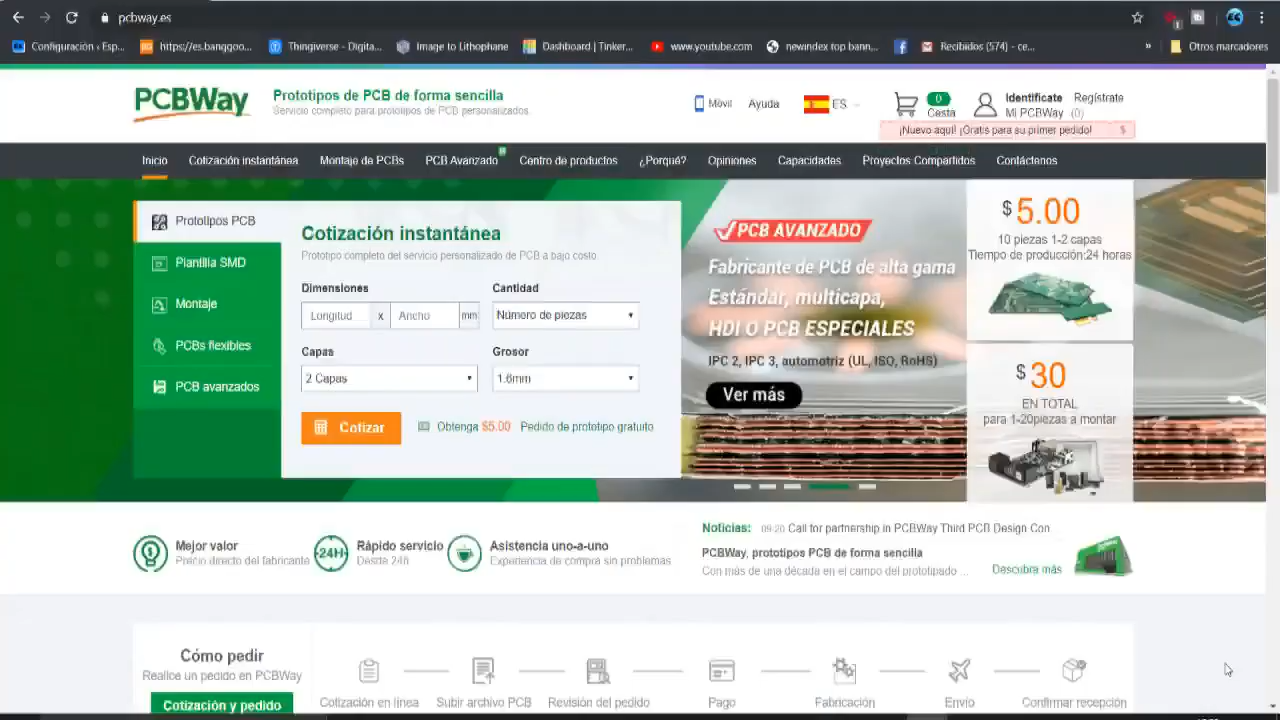 pcbway.es
Configuración ‹ Esp...
https://es.banggoo...
Thingiverse - Digita...
Image to Lithophane
Dashboard | Tinker...
www.youtube.com
newindex top bann...
Recibidos (574) - ce...
»
Otros marcadores
PCBWay
Prototipos de PCB de forma sencilla
Servicio completo para prototipos de PCB personalizados.
Móvil
Ayuda
ES
0
Cesta
Identifícate
Regístrate
Mi PCBWay (0)
¡Nuevo aquí! ¡Gratis para su primer pedido! $
Inicio
Cotización instantánea
Montaje de PCBs
PCB Avanzado
Centro de productos
¿Porqué?
Opiniones
Capacidades
Proyectos Compartidos
Contáctenos
Prototipos PCB
Plantilla SMD
Montaje
PCBs flexibles
PCB avanzados
Cotización instantánea
Prototipo completo del servicio personalizado de PCB a bajo costo.
Dimensiones
Cantidad
Longitud x Ancho mm
Número de piezas
Capas
Grosor
2 Capas
1.6mm
Cotizar
Obtenga $5.00 Pedido de prototipo gratuito
PCB AVANZADO
Fabricante de PCB de alta gama
Estándar, multicapa,
HDI O PCB ESPECIALES
IPC 2, IPC 3, automotriz (UL, ISO, RoHS)
Ver más
$5.00
10 piezas 1-2 capas
Tiempo de producción:24 horas
$30
EN TOTAL
para 1-20piezas a montar
Mejor valor
Precio directo del fabricante
24H
Rápido servicio
Desde 24h
Asistencia uno-a-uno
Experiencia de compra sin problemas
Noticias: 09-20 Call for partnership in PCBWay Third PCB Design Con
PCBWay, prototipos PCB de forma sencilla
Con más de una década en el campo del prototipado ...
Descubra más
Cómo pedir
Realice un pedido en PCBWay
Cotización y pedido
Cotización en línea
Subir archivo PCB
Revisión del pedido
Pago
Fabricación
Envío
Confirmar recepción